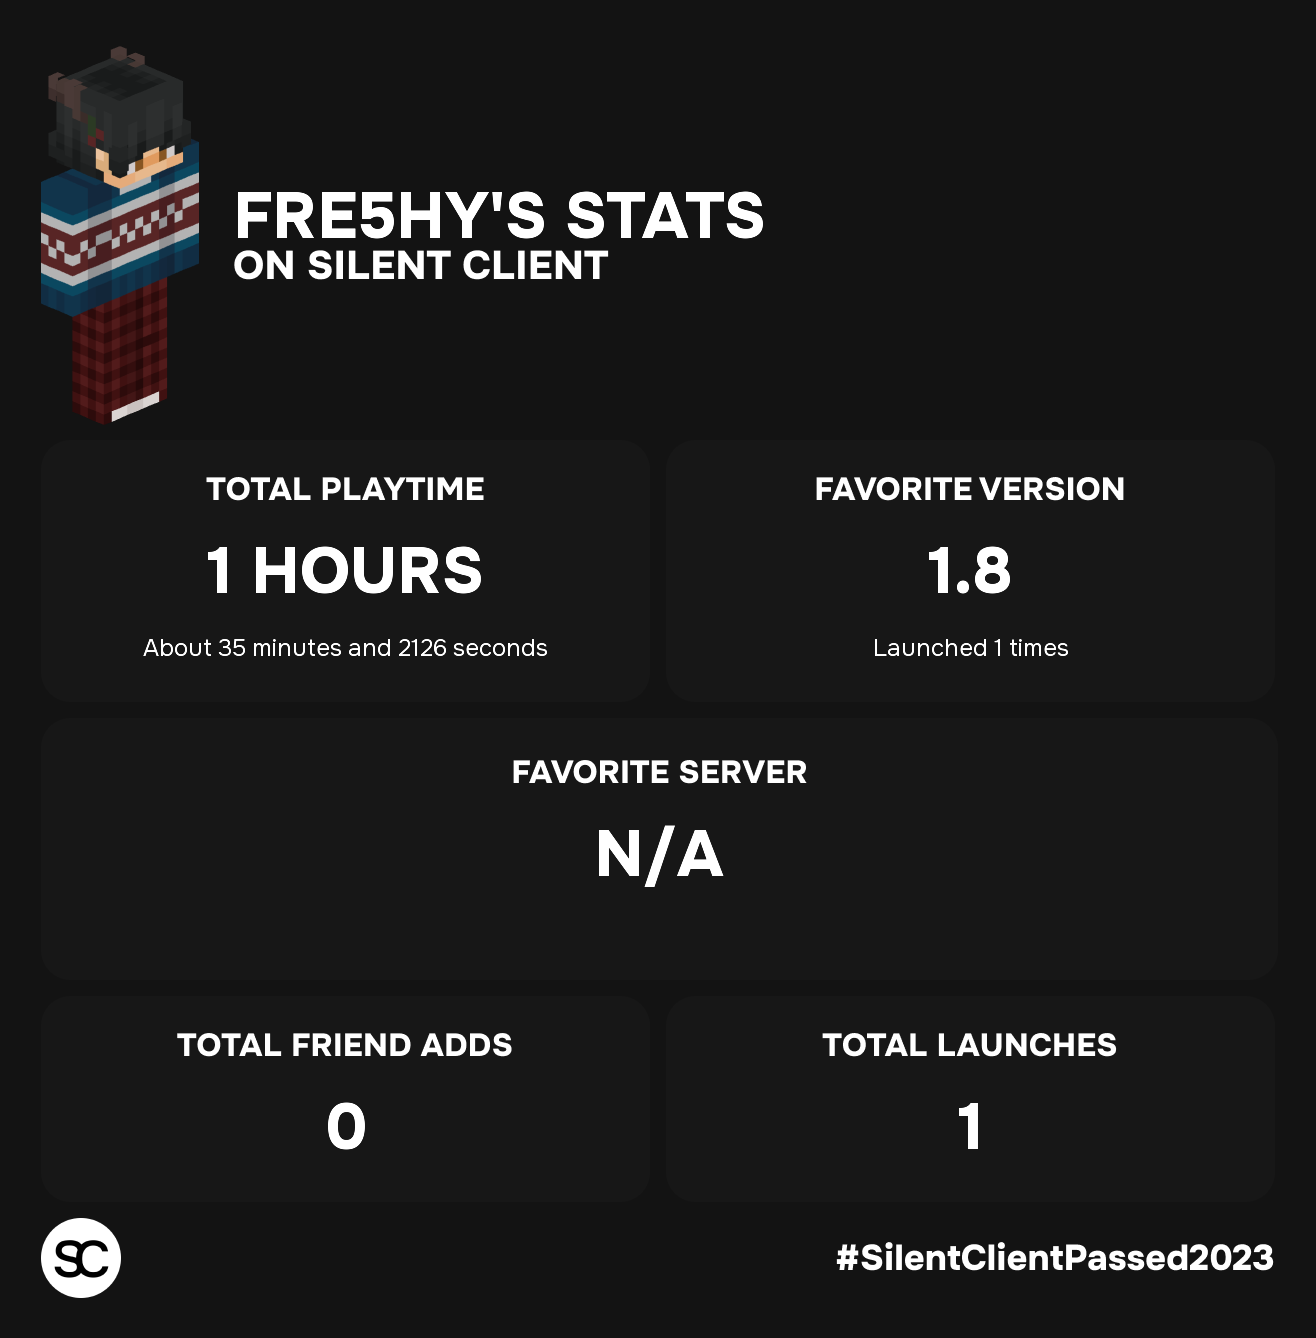 FRE5HY'S STATS
ON SILENT CLIENT
TOTAL PLAYTIME
1 HOURS
About 35 minutes and 2126 seconds
FAVORITE VERSION
1.8
Launched 1 times
FAVORITE SERVER
N/A
TOTAL FRIEND ADDS
0
TOTAL LAUNCHES
1
SC
#SilentClientPassed2023